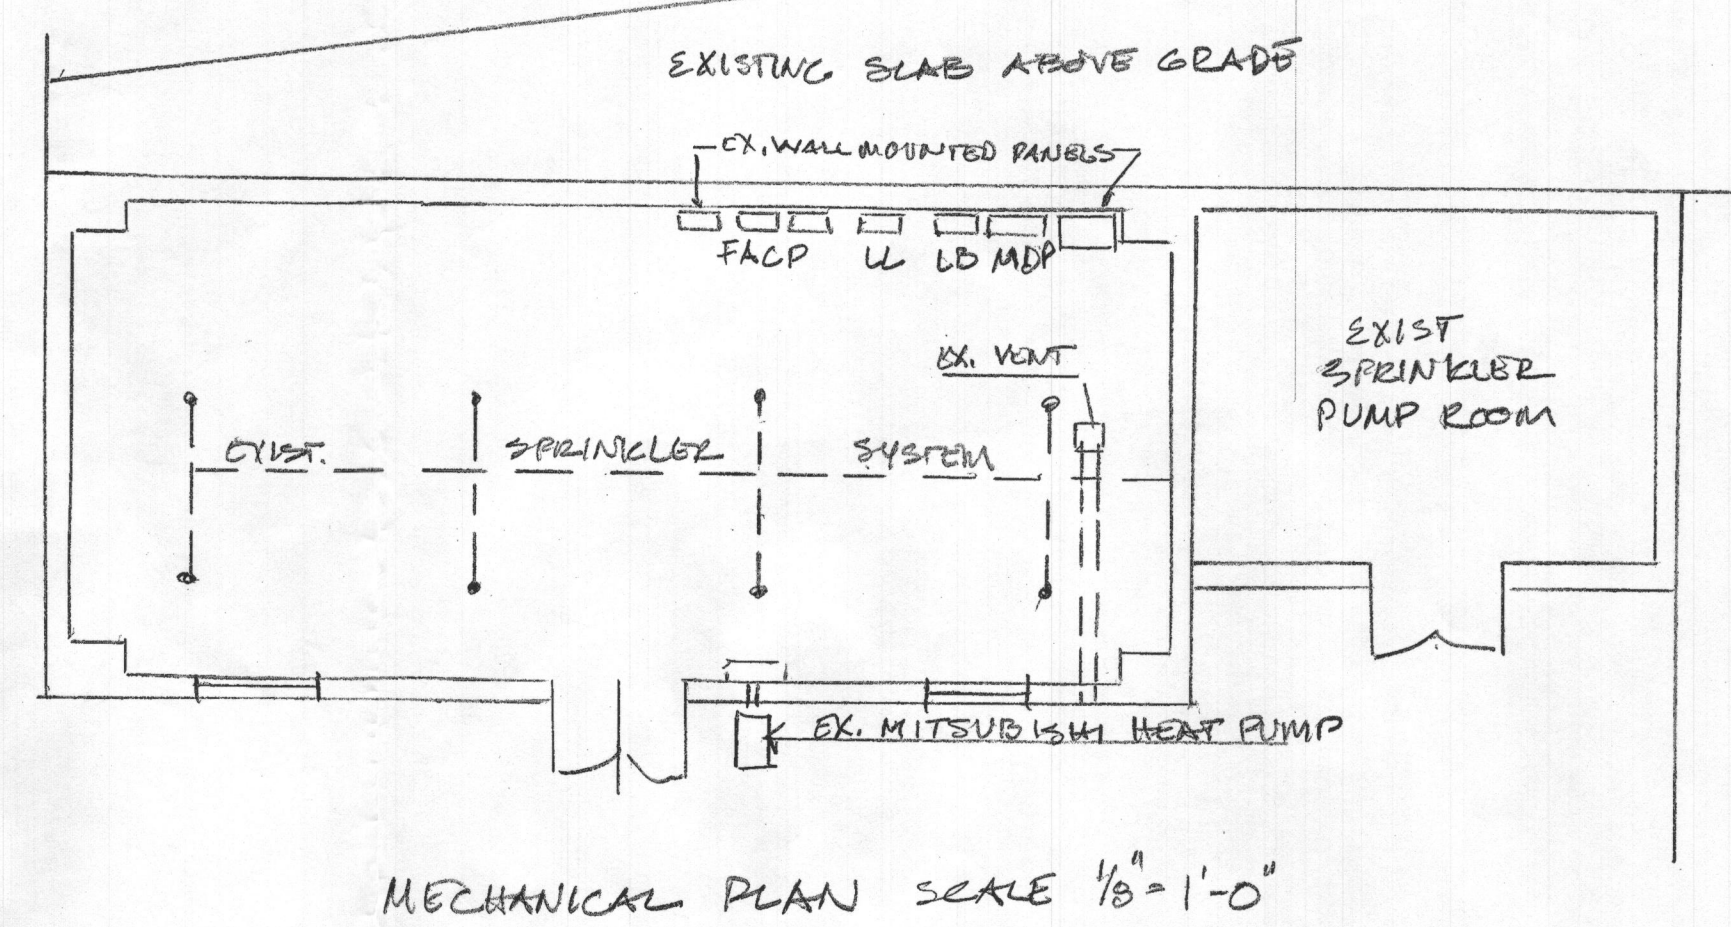 EXISTING SLAB ABOVE GRADE
EX. WALL MOUNTED PANELS
FACP LL LB MDP
EX. VENT
EXIST
SPRINKLER
PUMP ROOM
EXIST. SPRINKLER SYSTEM
EX. MITSUBISHI HEAT PUMP
MECHANICAL PLAN SCALE 1/8" = 1'-0"